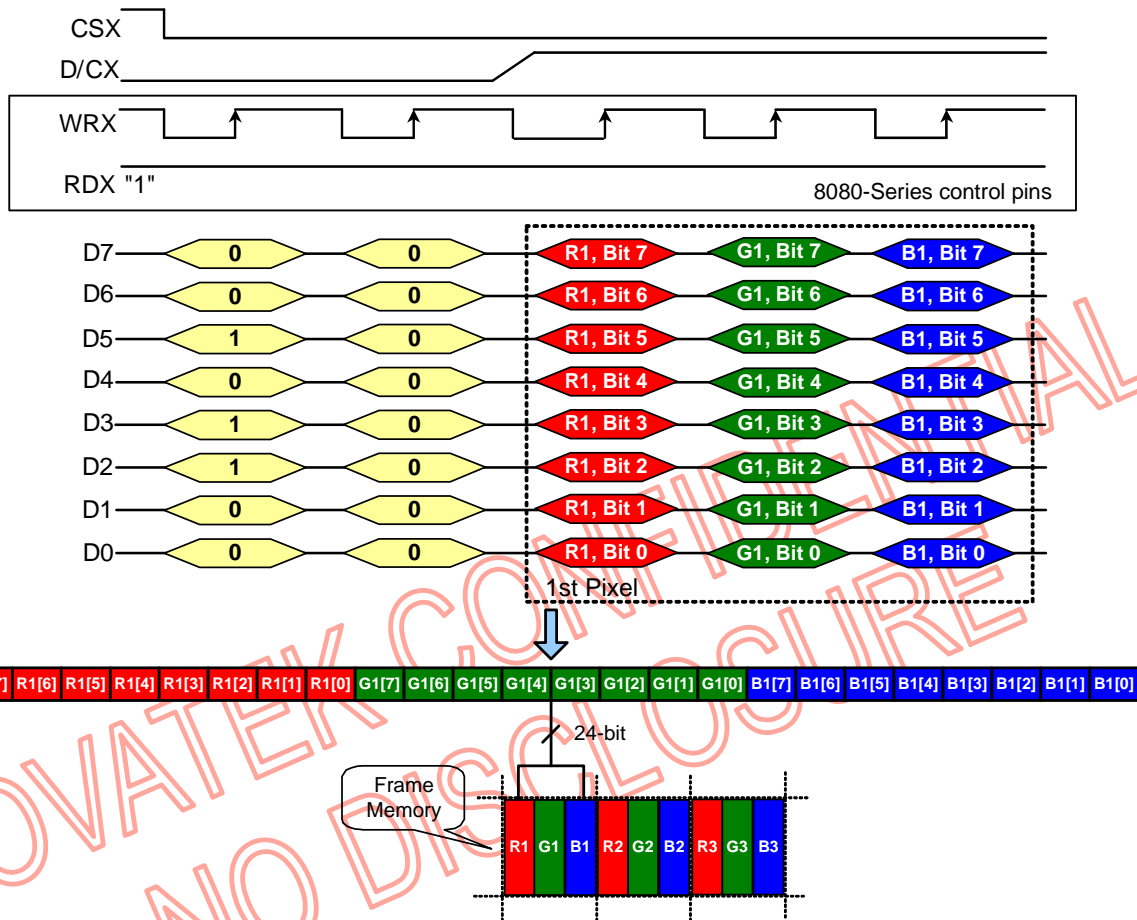 CSX
D/CX
WRX
RDX "1"
8080-Series control pins
D7 0 0 R1, Bit 7 G1, Bit 7 B1, Bit 7
D6 0 0 R1, Bit 6 G1, Bit 6 B1, Bit 6
D5 1 0 R1, Bit 5 G1, Bit 5 B1, Bit 5
D4 0 0 R1, Bit 4 G1, Bit 4 B1, Bit 4
D3 1 0 R1, Bit 3 G1, Bit 3 B1, Bit 3
D2 1 0 R1, Bit 2 G1, Bit 2 B1, Bit 2
D1 0 0 R1, Bit 1 G1, Bit 1 B1, Bit 1
D0 0 0 R1, Bit 0 G1, Bit 0 B1, Bit 0
1st Pixel
7] R1[6] R1[5] R1[4] R1[3] R1[2] R1[1] R1[0] G1[7] G1[6] G1[5] G1[4] G1[3] G1[2] G1[1] G1[0] B1[7] B1[6] B1[5] B1[4] B1[3] B1[2] B1[1] B1[0]
24-bit
Frame
Memory
R1 G1 B1 R2 G2 B2 R3 G3 B3
OVATEK CONFIDENTIAL
NO DISCLOSURE